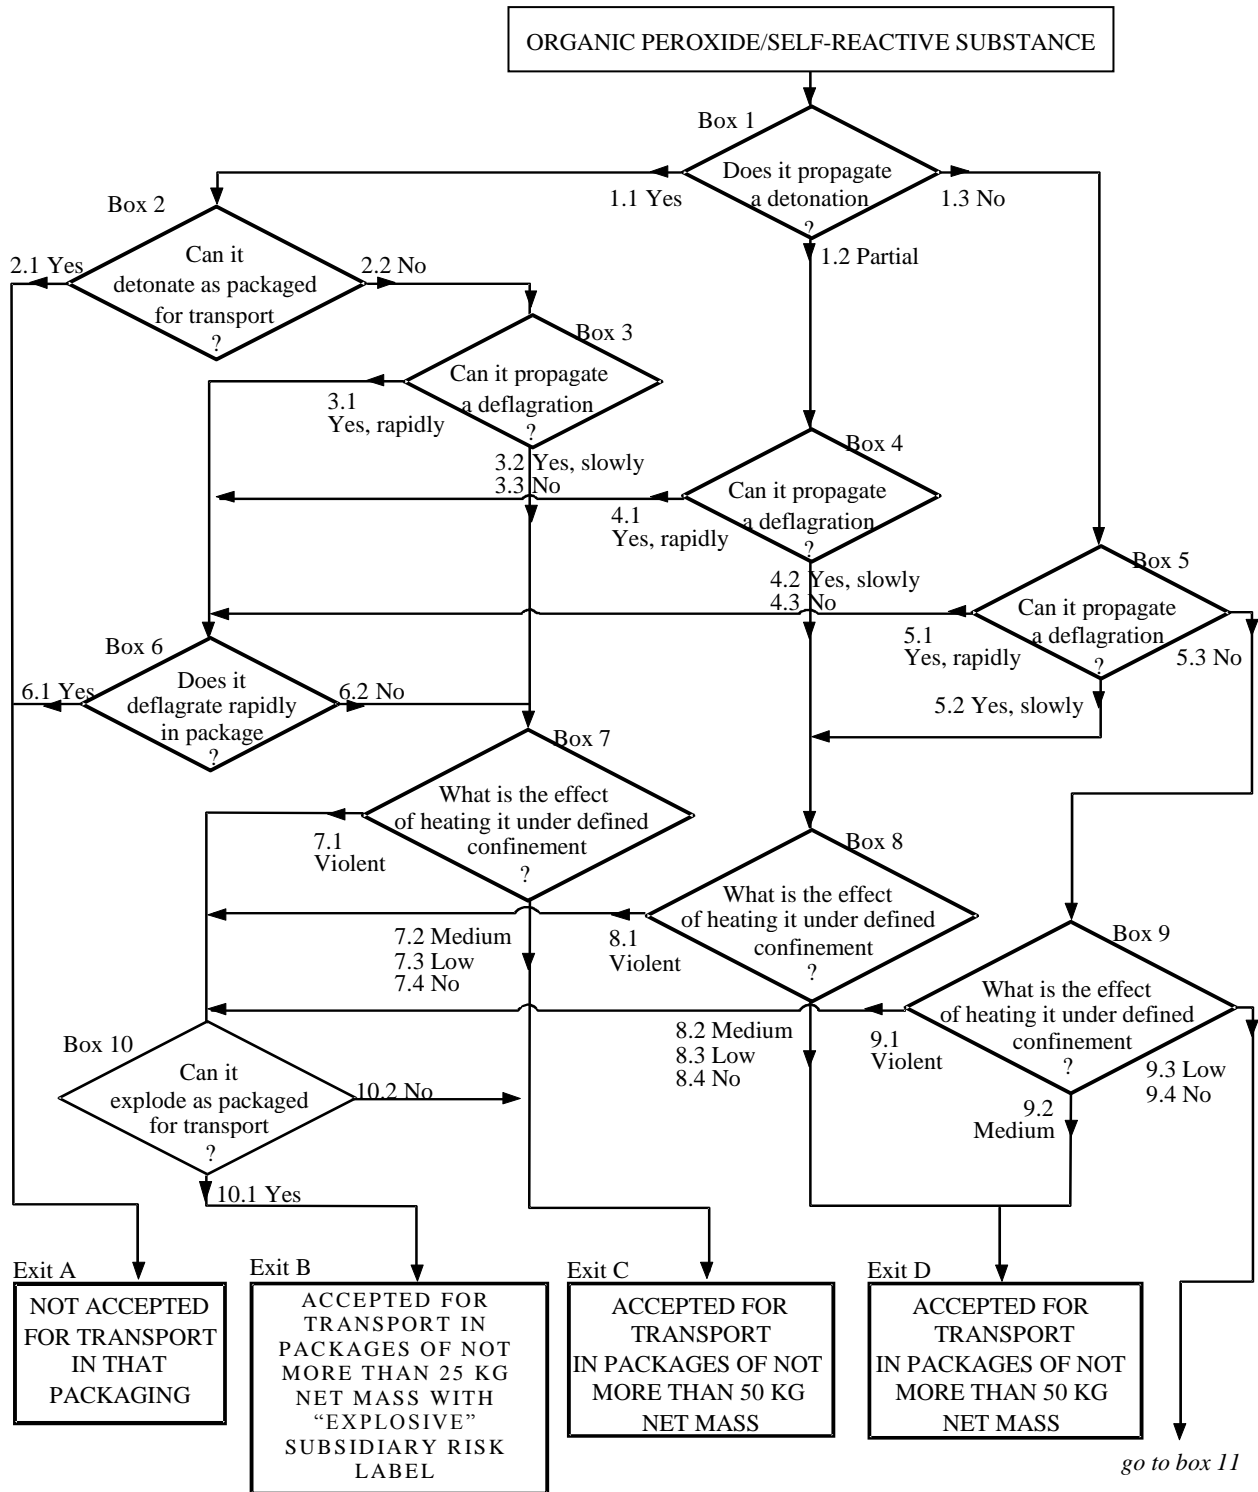 ORGANIC PEROXIDE/SELF-REACTIVE SUBSTANCE
Box 1
Does it propagate
a detonation
?
1.1 Yes
1.3 No
1.2 Partial
Box 2
Can it
detonate as packaged
for transport
?
2.1 Yes
2.2 No
Box 3
Can it propagate
a deflagration
?
3.1
Yes, rapidly
3.2 Yes, slowly
3.3 No
Box 4
Can it propagate
a deflagration
?
4.1
Yes, rapidly
4.2 Yes, slowly
4.3 No
Box 5
Can it propagate
a deflagration
?
5.1
Yes, rapidly
5.3 No
5.2 Yes, slowly
Box 6
Does it
deflagrate rapidly
in package
?
6.1 Yes
6.2 No
Box 7
What is the effect
of heating it under defined
confinement
?
7.1
Violent
7.2 Medium
7.3 Low
7.4 No
Box 8
What is the effect
of heating it under defined
confinement
?
8.1
Violent
8.2 Medium
8.3 Low
8.4 No
Box 9
What is the effect
of heating it under defined
confinement
?
9.1
Violent
9.3 Low
9.4 No
9.2
Medium
Box 10
Can it
explode as packaged
for transport
?
10.2 No
10.1 Yes
Exit A
NOT ACCEPTED
FOR TRANSPORT
IN THAT
PACKAGING
Exit B
ACCEPTED FOR
TRANSPORT IN
PACKAGES OF NOT
MORE THAN 25 KG
NET MASS WITH
“EXPLOSIVE”
SUBSIDIARY RISK
LABEL
Exit C
ACCEPTED FOR
TRANSPORT
IN PACKAGES OF NOT
MORE THAN 50 KG
NET MASS
Exit D
ACCEPTED FOR
TRANSPORT
IN PACKAGES OF NOT
MORE THAN 50 KG
NET MASS
go to box 11